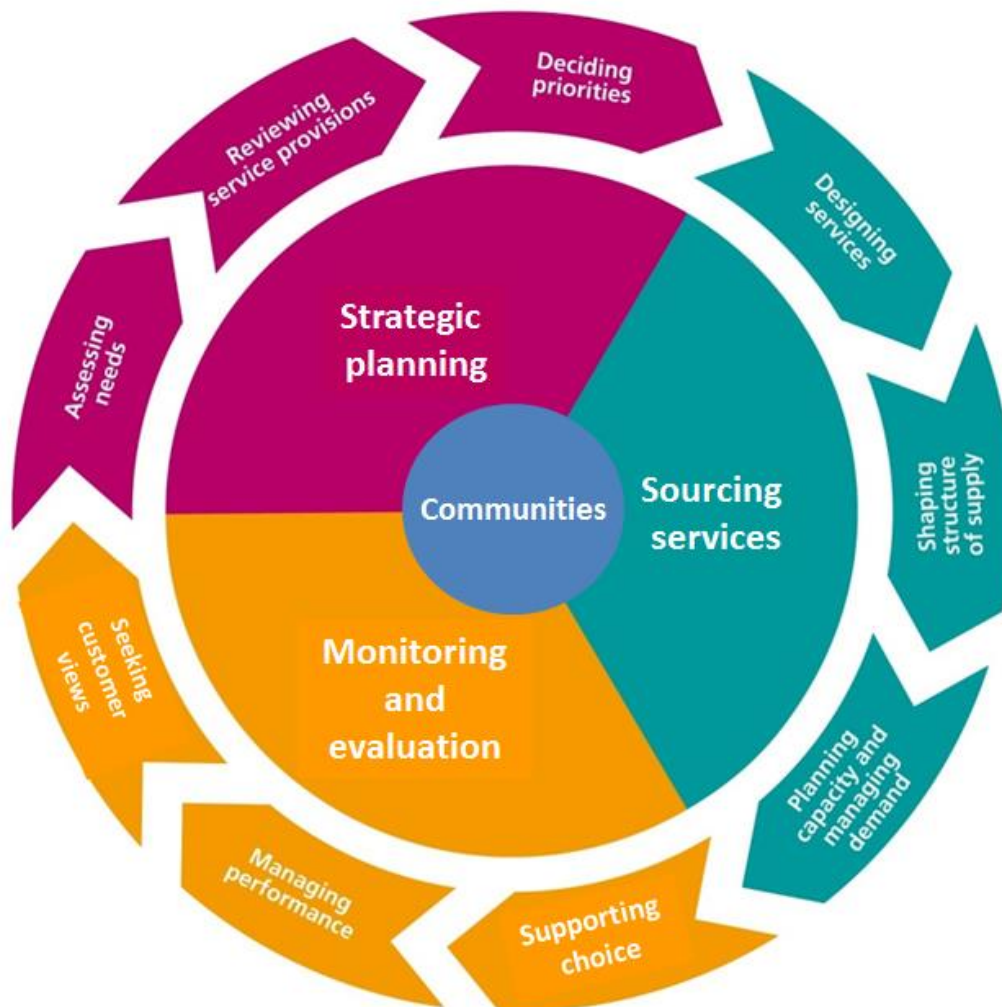 Deciding
priorities
Designing
services
Shaping
structure
of supply
Planning
capacity and
managing
demand
Supporting
choice
Managing
performance
Seeking
customer
views
Assessing
needs
Reviewing
service provisions
Strategic
planning
Sourcing
services
Monitoring
and
evaluation
Communities